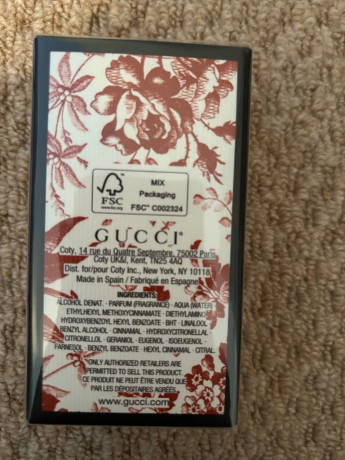 FSC
www.fsc.org
MIX
Packaging
FSC® C002324
GUCCI
Coty, 14 rue du Quatre Septembre, 75002 Paris
Coty UK&I, Kent, TN25 4AQ
Dist. for/pour Coty Inc., New York, NY 10118
Made in Spain / Fabriqué en Espagne
INGREDIENTS:
ALCOHOL DENAT. · PARFUM (FRAGRANCE) · AQUA (WATER)
ETHYLHEXYL METHOXYCINNAMATE · DIETHYLAMINO
HYDROXYBENZOYL HEXYL BENZOATE · BHT · LINALOOL
BENZYL ALCOHOL · CINNAMAL · HYDROXYCITRONELLAL
CITRONELLOL · GERANIOL · EUGENOL · ISOEUGENOL ·
FARNESOL · BENZYL BENZOATE · HEXYL CINNAMAL · CITRAL.
"ONLY AUTHORIZED RETAILERS ARE
PERMITTED TO SELL THIS PRODUCT
CE PRODUIT NE PEUT ÊTRE VENDU QUE
PAR LES DÉPOSITAIRES AGRÉÉS."
www.gucci.com